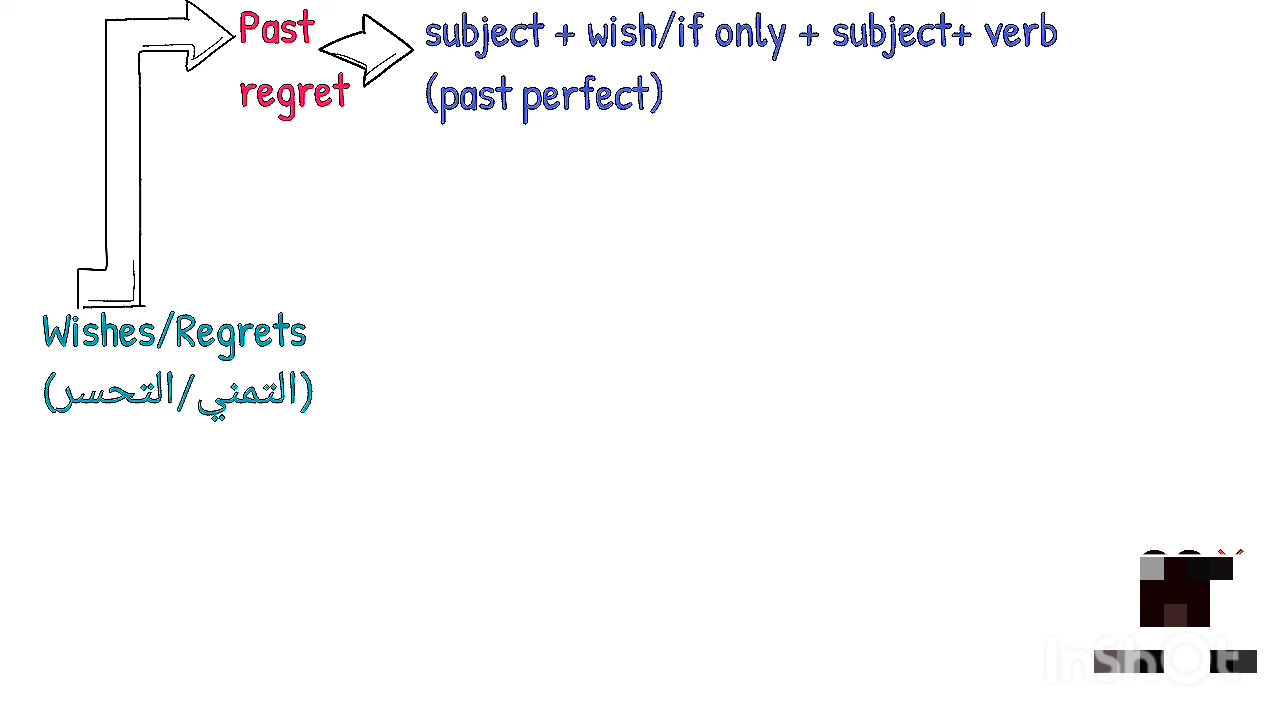 Past
regret
subject + wish/if only + subject+ verb
(past perfect)
Wishes/Regrets
(التمني/التحسر)
InShOt